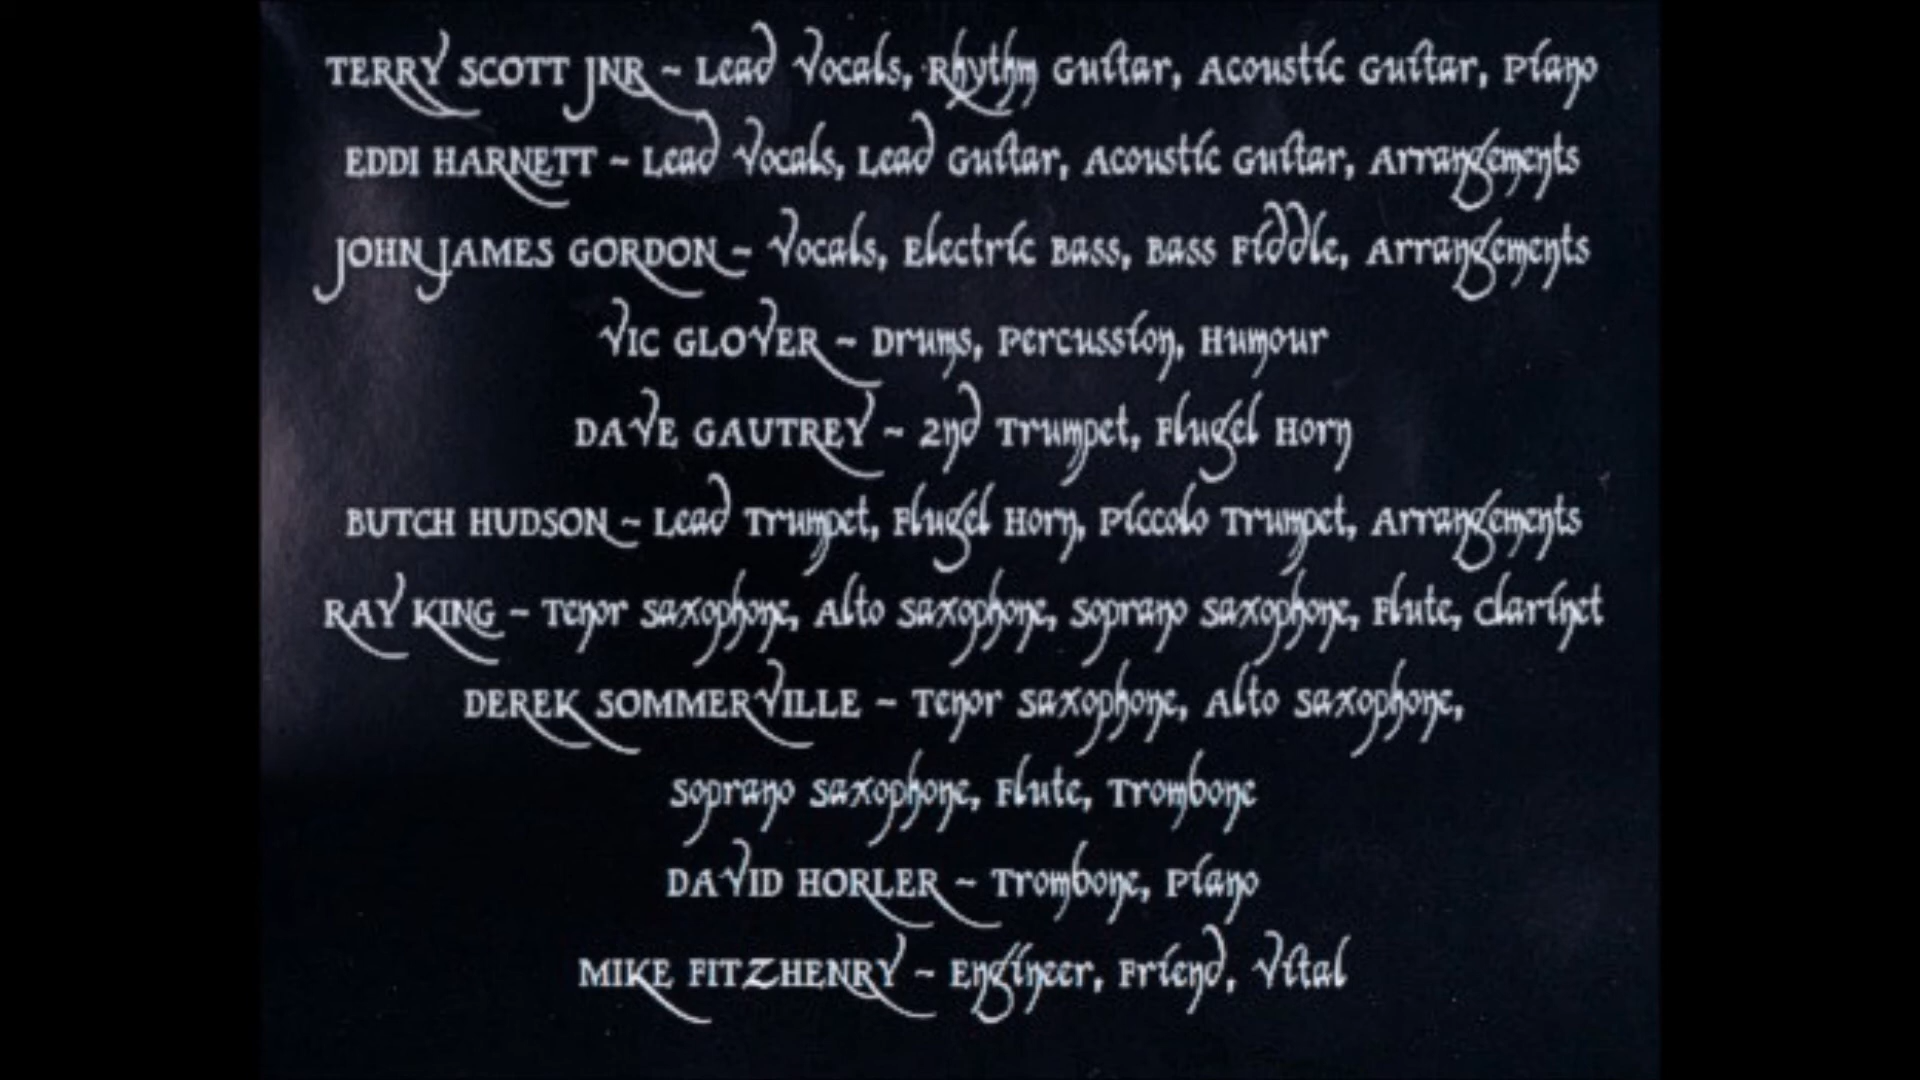 TERRY SCOTT JNR ~ Lead Vocals, Rhythm Guitar, Acoustic Guitar, Piano
EDDI HARNETT ~ Lead Vocals, Lead Guitar, Acoustic Guitar, Arrangements
JOHN JAMES GORDON ~ Vocals, Electric Bass, Bass Fiddle, Arrangements
VIC GLOVER ~ Drums, Percussion, Humour
DAVE GAUTREY ~ 2nd Trumpet, Flugel Horn
BUTCH HUDSON ~ Lead Trumpet, Flugel Horn, Piccolo Trumpet, Arrangements
RAY KING ~ Tenor Saxophone, Alto Saxophone, Soprano Saxophone, Flute, Clarinet
DEREK SOMMERVILLE ~ Tenor Saxophone, Alto Saxophone,
Soprano Saxophone, Flute, Trombone
DAVID HORLER ~ Trombone, Piano
MIKE FITZHENRY ~ Engineer, Friend, Vital